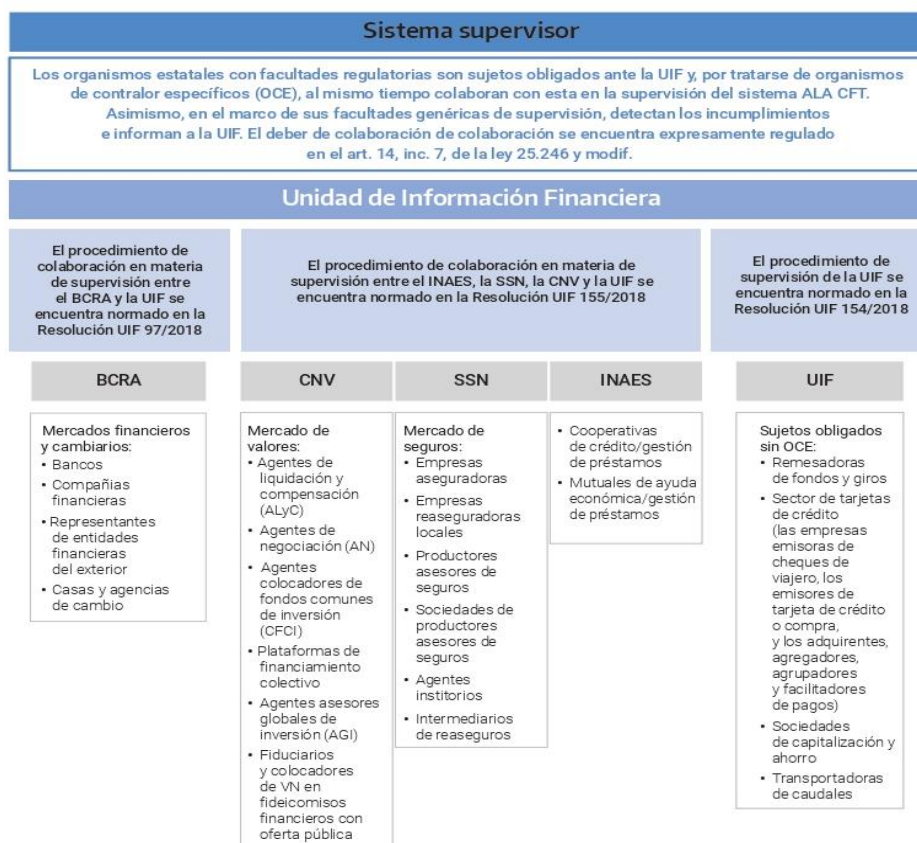 Sistema supervisor
Los organismos estatales con facultades regulatorias son sujetos obligados ante la UIF y, por tratarse de organismos
de contralor específicos (OCE), al mismo tiempo colaboran con esta en la supervisión del sistema ALA CFT.
Asimismo, en el marco de sus facultades genéricas de supervisión, detectan los incumplimientos
e informan a la UIF. El deber de colaboración de colaboración se encuentra expresamente regulado
en el art. 14, inc. 7, de la ley 25.246 y modif.
Unidad de Información Financiera
El procedimiento de
colaboración en materia
de supervisión entre
el BCRA y la UIF se
encuentra normado en la
Resolución UIF 97/2018
El procedimiento de colaboración en materia de
supervisión entre el INAES, la SSN, la CNV y la UIF se
encuentra normado en la Resolución UIF 155/2018
El procedimiento de
supervisión de la UIF se
encuentra normado en la
Resolución UIF 154/2018
BCRA
Mercados financieros
y cambiarios:
• Bancos
• Compañias
financieras
• Representantes
de entidades
financieras
del exterior
• Casas y agencias
de cambio
CNV
Mercado de
valores:
• Agentes de
liquidación y
compensación
(ALyC)
• Agentes de
negociación (AN)
• Agentes
colocadores de
fondos comunes
de inversión
(CFCI)
• Plataformas de
financiamiento
colectivo
• Agentes asesores
globales de
inversión (AGI)
• Fiduciarios
y colocadores
de VN en
fideicomisos
financieros con
oferta pública
SSN
Mercado de
seguros:
• Empresas
aseguradoras
• Empresas
reaseguradoras
locales
• Productores
asesores de
seguros
• Sociedades de
productores
asesores de
seguros
• Agentes
institorios
• Intermediarios
de reaseguros
INAES
• Cooperativas
de crédito/gestión
de préstamos
• Mutuales de ayuda
económica/gestión
de préstamos
UIF
Sujetos obligados
sin OCE:
• Remesadoras
de fondos y giros
• Sector de tarjetas
de crédito
(las empresas
emisoras de
cheques de
viajero, los
emisores de
tarjeta de crédito
o compra,
y los adquirentes,
agregadores,
agrupadores
y facilitadores
de pagos)
• Sociedades
de capitalización y
ahorro
• Transportadoras
de caudales